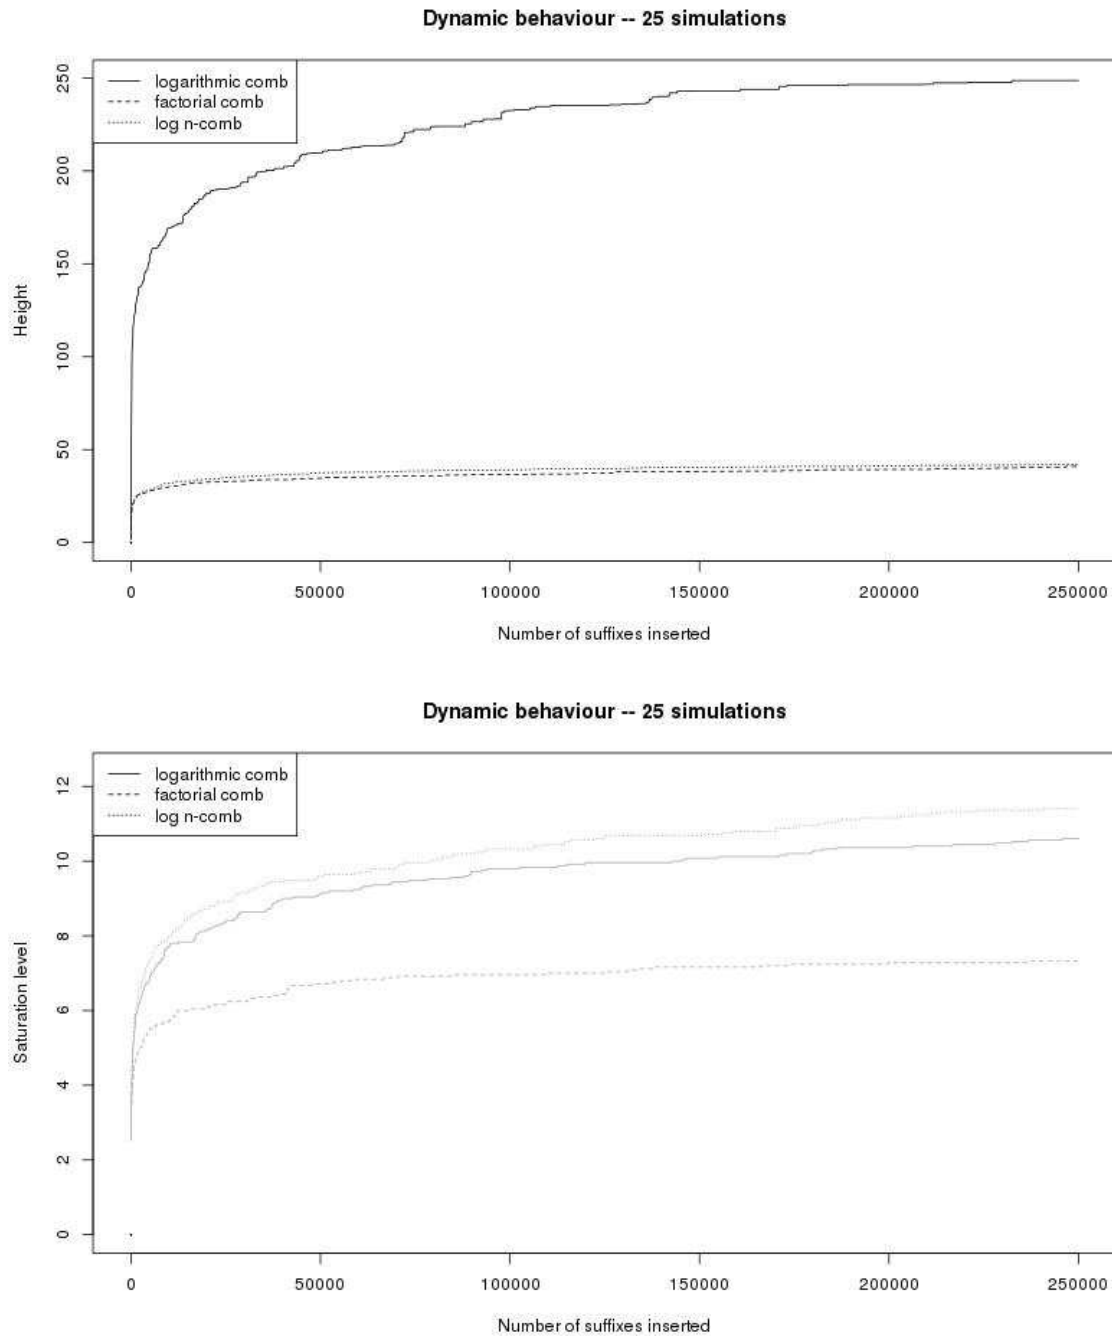 Dynamic behaviour -- 25 simulations
logarithmic comb
factorial comb
log n-comb
250
200
150
100
50
0
Height
0 50000 100000 150000 200000 250000
Number of suffixes inserted
Dynamic behaviour -- 25 simulations
logarithmic comb
factorial comb
log n-comb
12
10
8
6
4
2
0
Saturation level
0 50000 100000 150000 200000 250000
Number of suffixes inserted